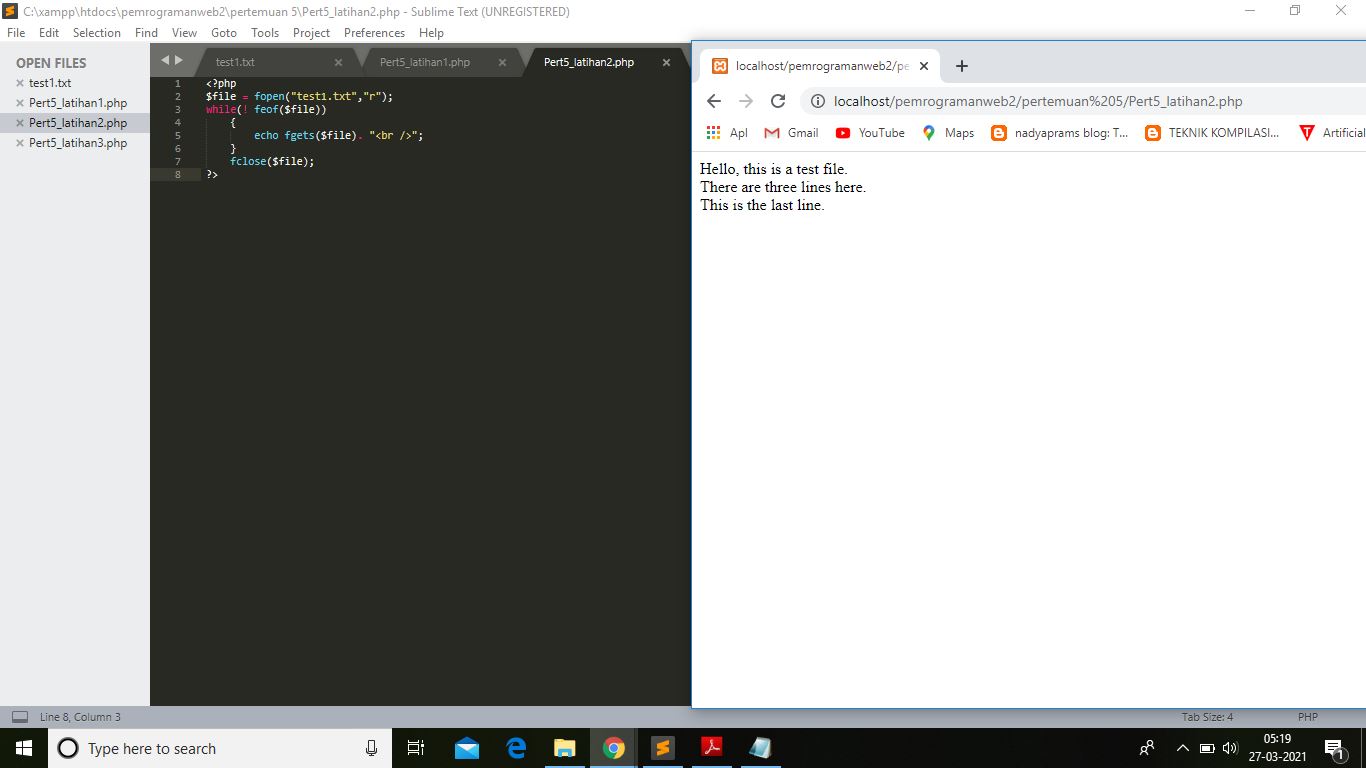 C:\xampp\htdocs\pemrogramanweb2\pertemuan 5\Pert5_latihan2.php - Sublime Text (UNREGISTERED)
File Edit Selection Find View Goto Tools Project Preferences Help
OPEN FILES
test1.txt
Pert5_latihan1.php
Pert5_latihan2.php
Pert5_latihan3.php
test1.txt Pert5_latihan1.php Pert5_latihan2.php
1 <?php
2 $file = fopen("test1.txt","r");
3 while(! feof($file))
4 {
5 echo fgets($file). "<br />";
6 }
7 fclose($file);
8 ?>
localhost/pemrogramanweb2/pe
localhost/pemrogramanweb2/pertemuan%205/Pert5_latihan2.php
Apl Gmail YouTube Maps nadyaprams blog: T... TEKNIK KOMPILASI... Artificial
Hello, this is a test file.
There are three lines here.
This is the last line.
Line 8, Column 3 Tab Size: 4 PHP
Type here to search
05:19
27-03-2021
1